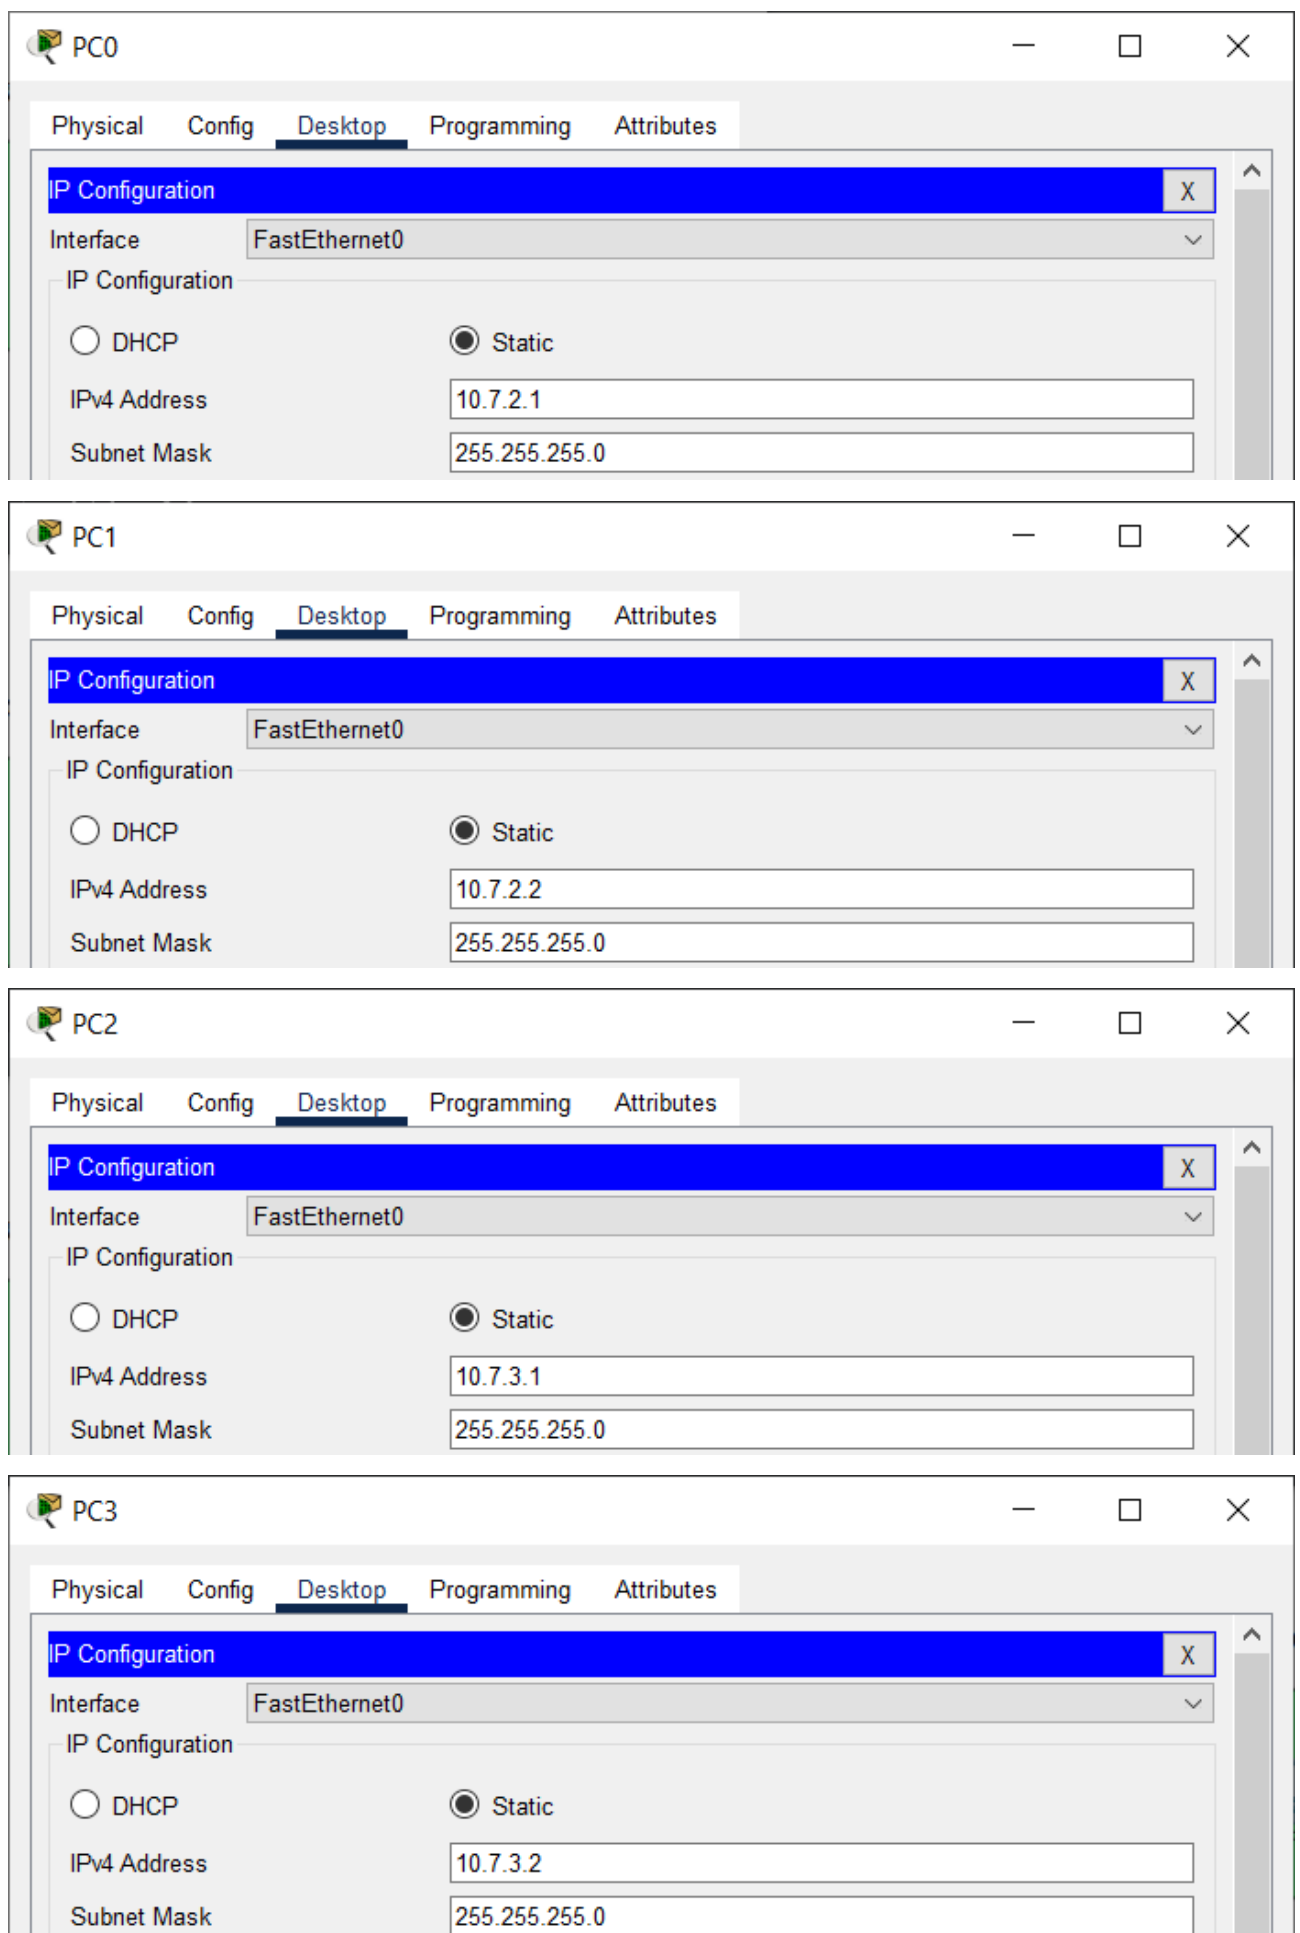 PC0
Physical Config Desktop Programming Attributes
IP Configuration X
Interface FastEthernet0
IP Configuration
DHCP Static
IPv4 Address 10.7.2.1
Subnet Mask 255.255.255.0
PC1
Physical Config Desktop Programming Attributes
IP Configuration X
Interface FastEthernet0
IP Configuration
DHCP Static
IPv4 Address 10.7.2.2
Subnet Mask 255.255.255.0
PC2
Physical Config Desktop Programming Attributes
IP Configuration X
Interface FastEthernet0
IP Configuration
DHCP Static
IPv4 Address 10.7.3.1
Subnet Mask 255.255.255.0
PC3
Physical Config Desktop Programming Attributes
IP Configuration X
Interface FastEthernet0
IP Configuration
DHCP Static
IPv4 Address 10.7.3.2
Subnet Mask 255.255.255.0